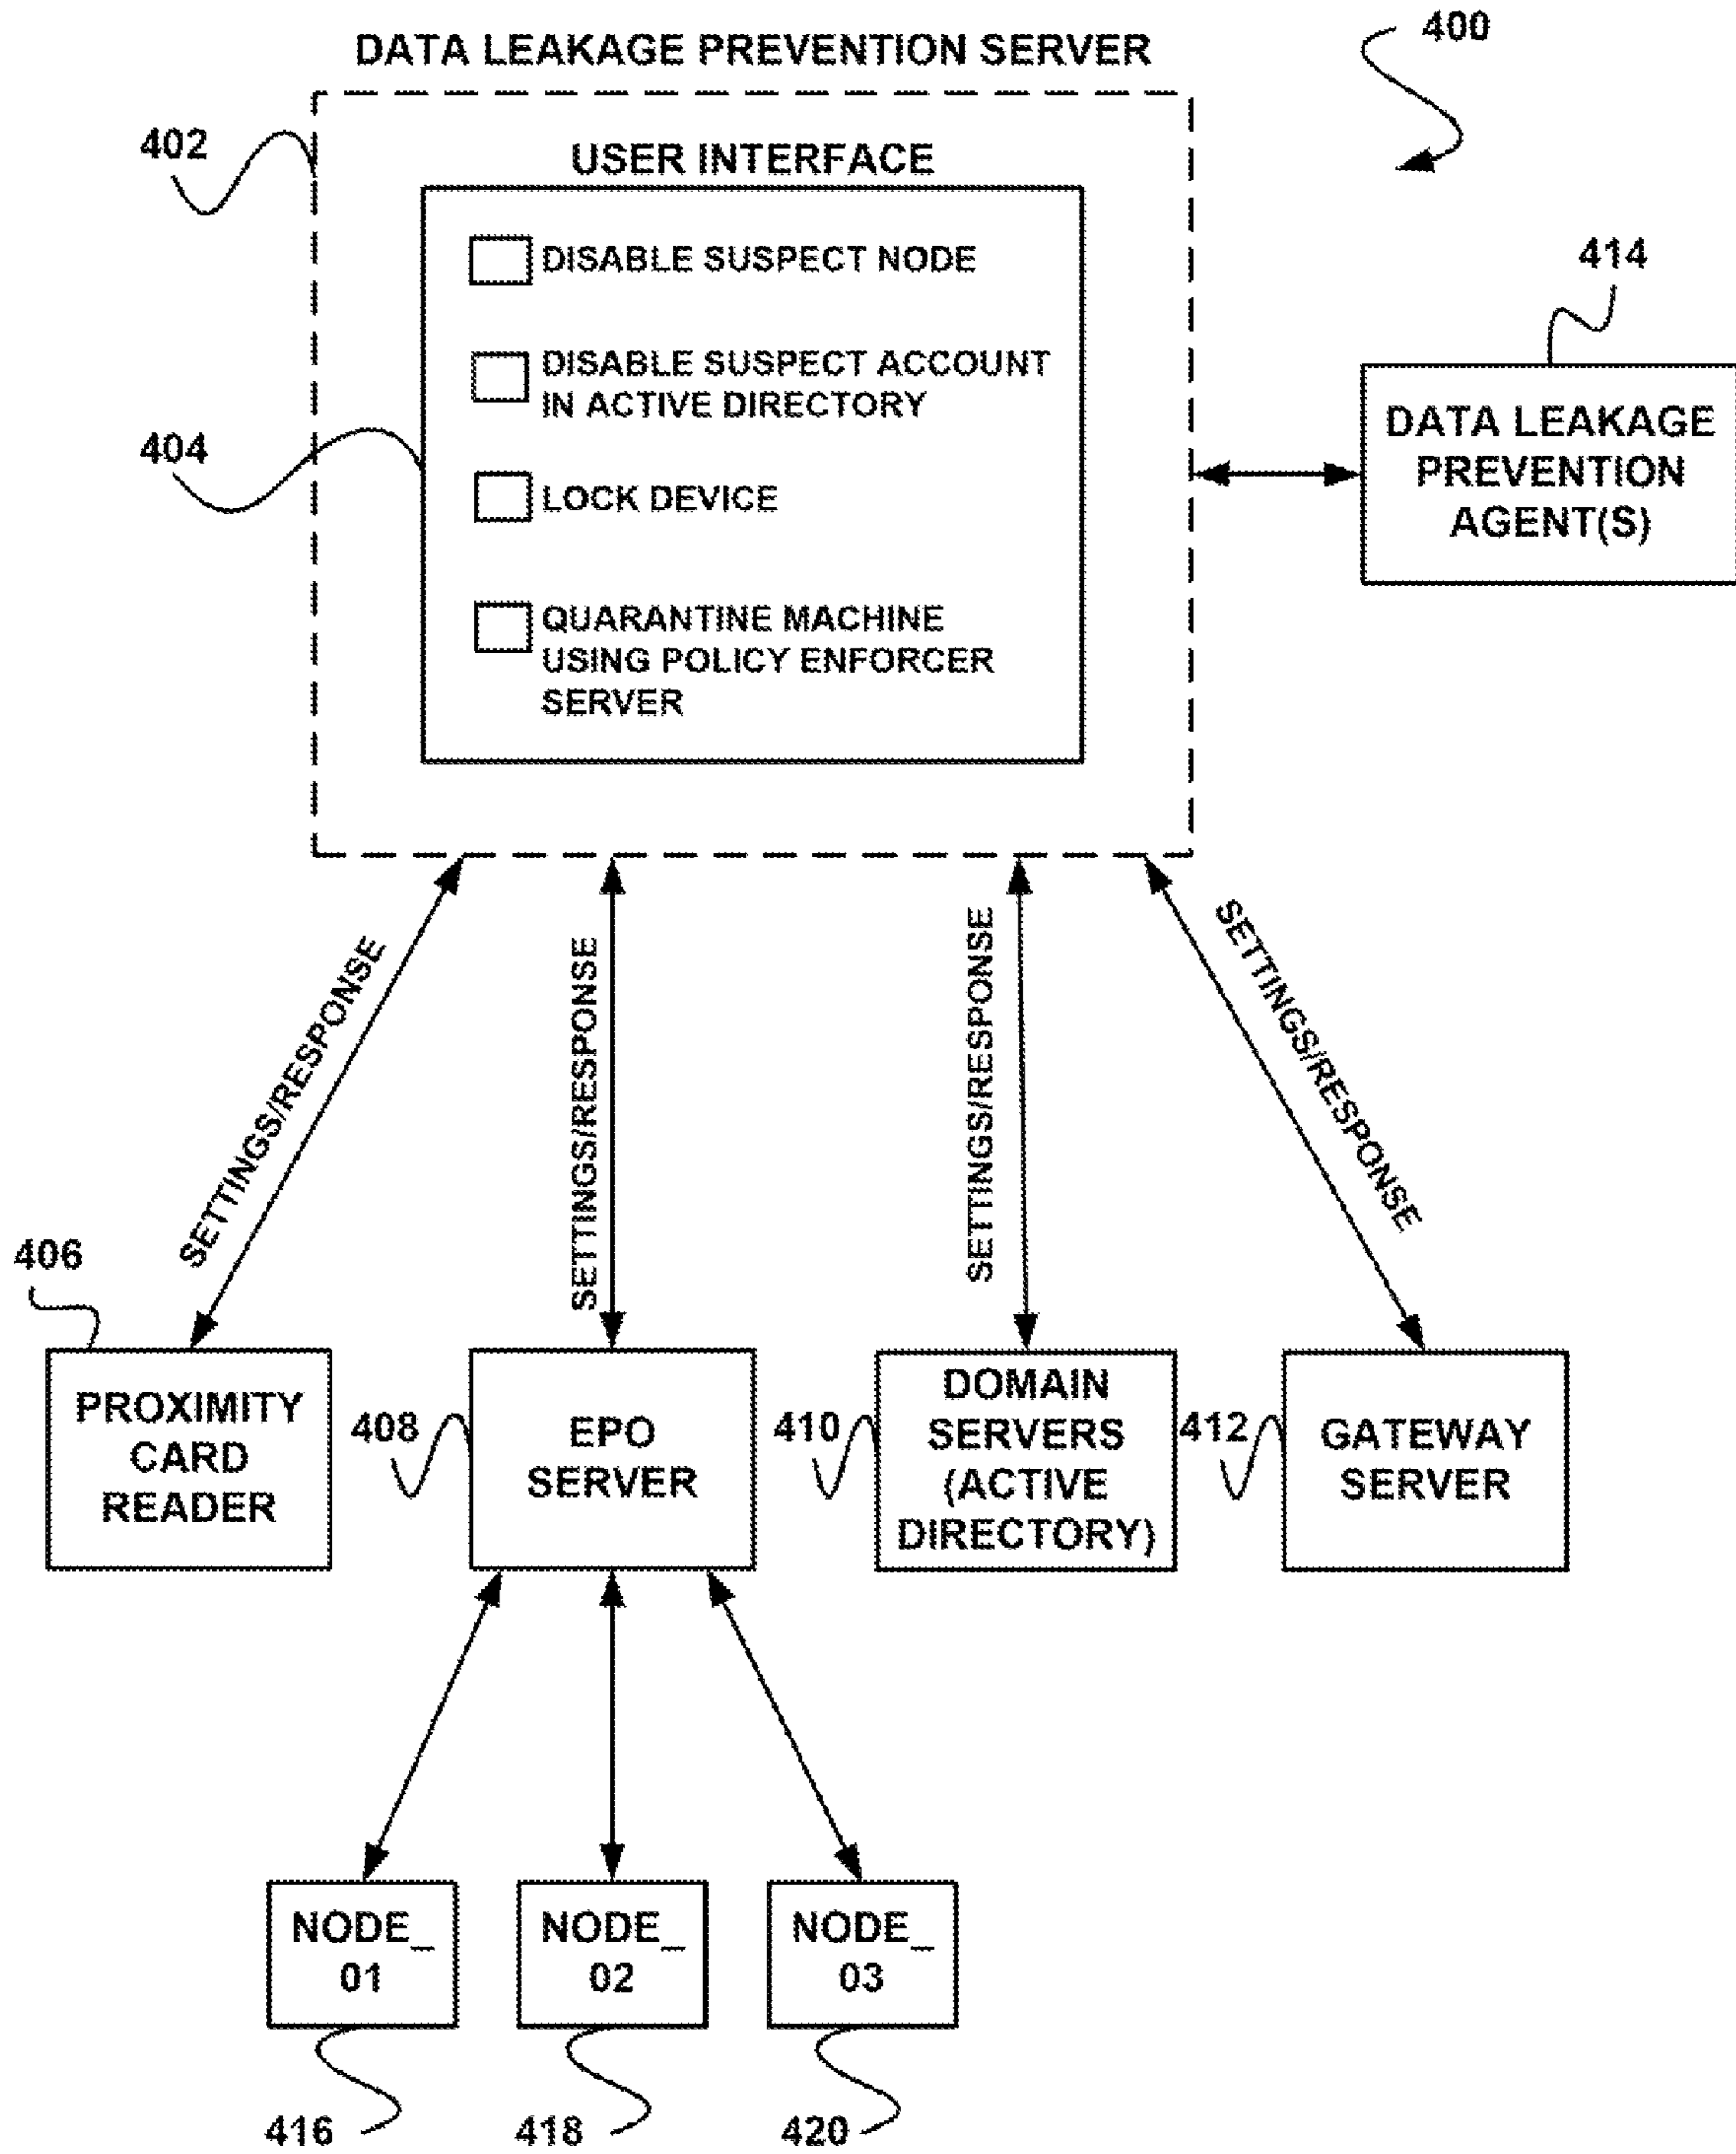 400
DATA LEAKAGE PREVENTION SERVER
402
USER INTERFACE
DISABLE SUSPECT NODE
DISABLE SUSPECT ACCOUNT
IN ACTIVE DIRECTORY
404
LOCK DEVICE
QUARANTINE MACHINE
USING POLICY ENFORCER
SERVER
414
DATA LEAKAGE
PREVENTION
AGENT(S)
SETTINGS/RESPONSE
SETTINGS/RESPONSE
SETTINGS/RESPONSE
SETTINGS/RESPONSE
406
PROXIMITY
CARD
READER
408
EPO
SERVER
410
DOMAIN
SERVERS
(ACTIVE
DIRECTORY)
412
GATEWAY
SERVER
NODE_
01
NODE_
02
NODE_
03
416
418
420